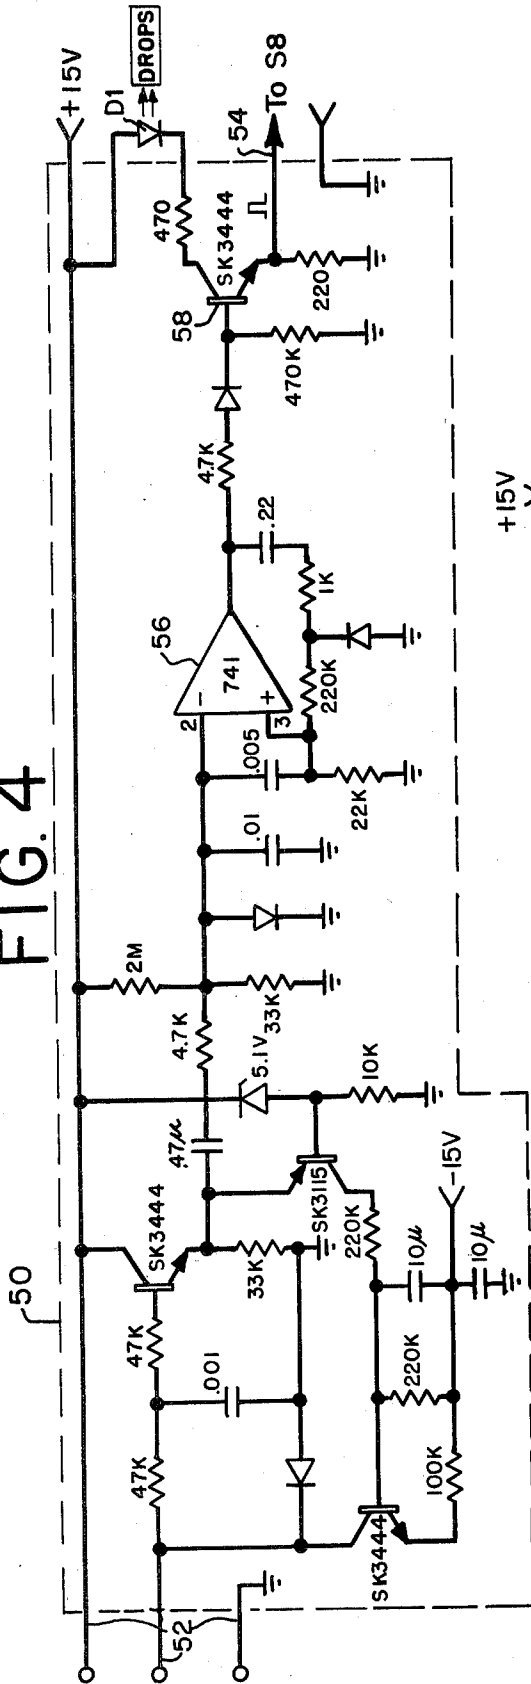 FIG. 4
50
+15V
D1
DROPS
To S8
54
470
SK3444
58
220
470K
4.7K
.22
1K
56
741
2
−
+
3
220K
.005
22K
.01
2M
33K
4.7K
5.1V
10K
.47μ
SK3444
SK3115
33K
220K
47K
47K
.001
10μ
-15V
10μ
220K
100K
SK3444
52
+15V